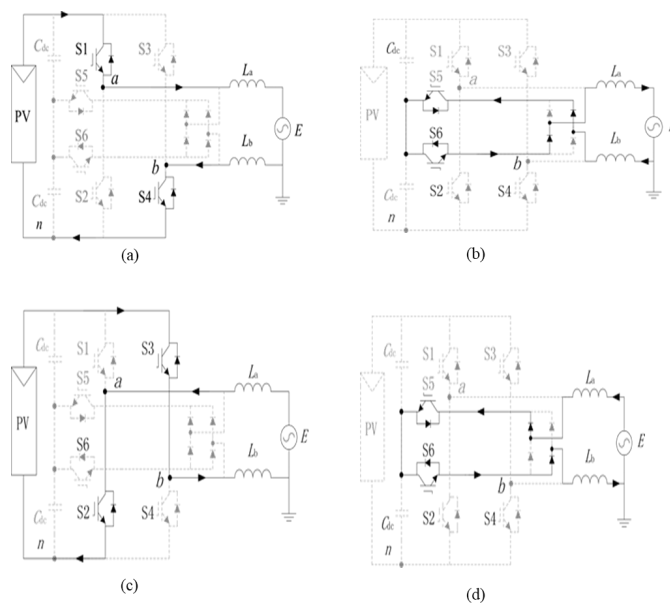 Cdc S1 S3
S5 a La
PV E
S6 Lb
b
Cdc S2 S4
n
(a)
Cdc S1 S3
S5 a La
PV
S6 Lb
b
Cdc S2 S4
n
(b)
Cdc S1 S3
S5 a La
PV E
S6 Lb
b
Cdc S2 S4
n
(c)
Cdc S1 S3
S5 a La
PV E
S6 Lb
b
Cdc S2 S4
n
(d)